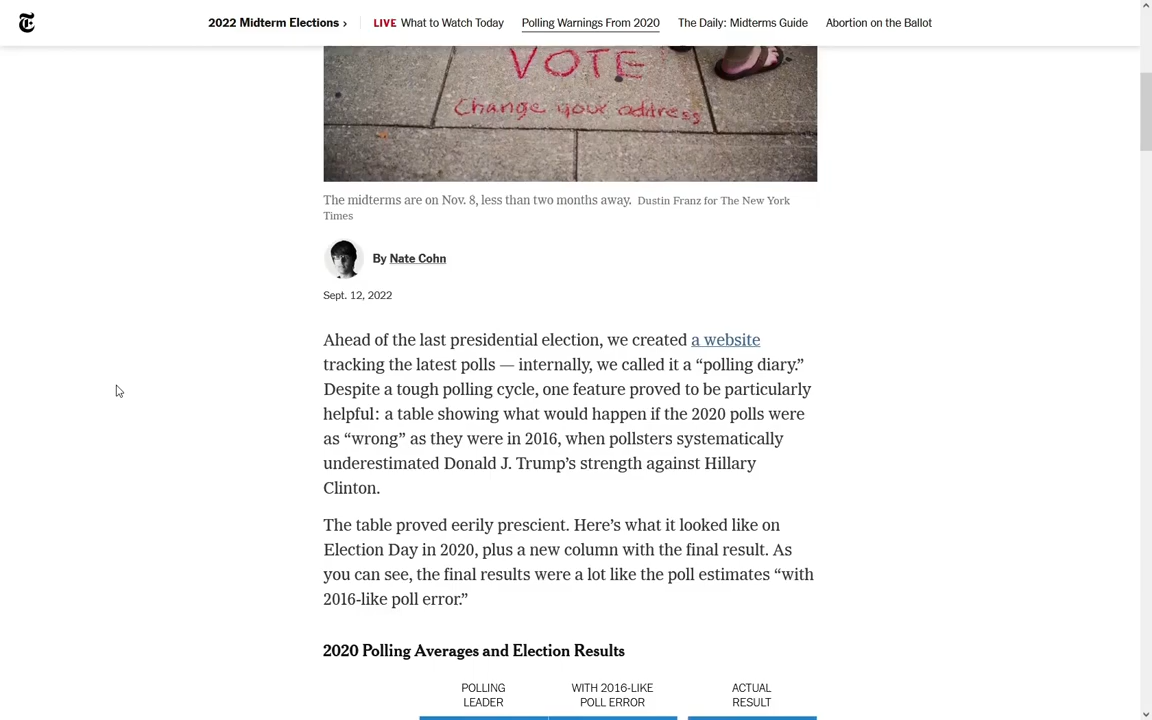 2022 Midterm Elections ›
LIVE What to Watch Today
Polling Warnings From 2020
The Daily: Midterms Guide
Abortion on the Ballot
VOTE
Change your address
The midterms are on Nov. 8, less than two months away. Dustin Franz for The New York
Times
By Nate Cohn
Sept. 12, 2022
Ahead of the last presidential election, we created a website
tracking the latest polls — internally, we called it a “polling diary.”
Despite a tough polling cycle, one feature proved to be particularly
helpful: a table showing what would happen if the 2020 polls were
as “wrong” as they were in 2016, when pollsters systematically
underestimated Donald J. Trump’s strength against Hillary
Clinton.
The table proved eerily prescient. Here’s what it looked like on
Election Day in 2020, plus a new column with the final result. As
you can see, the final results were a lot like the poll estimates “with
2016-like poll error.”
2020 Polling Averages and Election Results
POLLING
LEADER
WITH 2016-LIKE
POLL ERROR
ACTUAL
RESULT